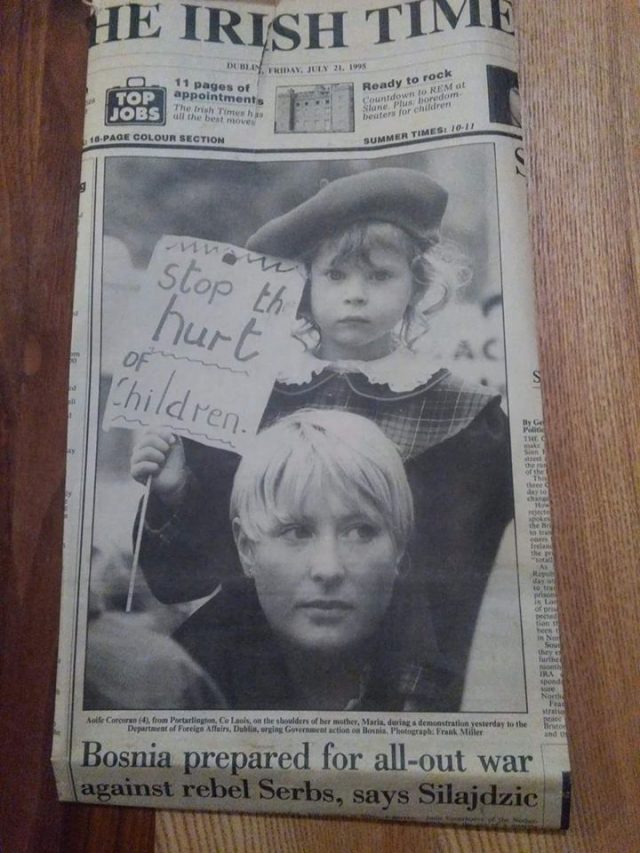 HE IRISH TIME
DUBLIN, FRIDAY, JULY 21, 1995
TOP
JOBS
11 pages of
appointments
The Irish Times has
all the best moves
Ready to rock
Countdown to REM at
Slane. Plus: boredom-
beaters for children
18-PAGE COLOUR SECTION
SUMMER TIMES: 10-11
stop th
hurt
OF
children.
Aoife Corcoran (4), from Portarlington, Co Laois, on the shoulders of her mother, Maria, during a demonstration yesterday to the
Department of Foreign Affairs, Dublin, urging Government action on Bosnia. Photograph: Frank Miller
Bosnia prepared for all-out war
against rebel Serbs, says Silajdzic